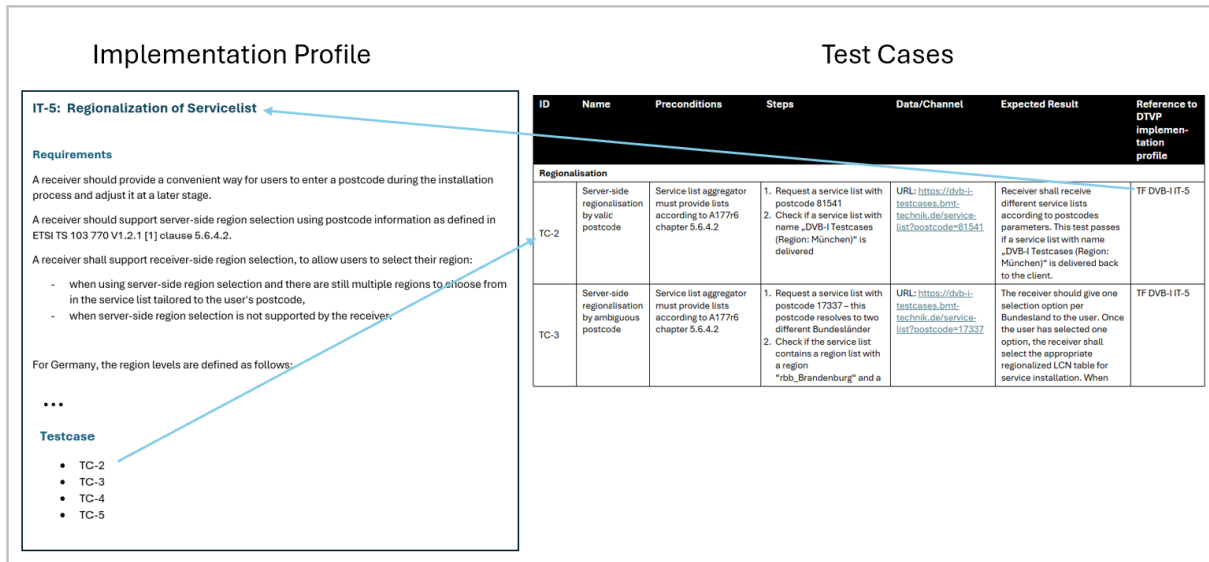 Implementation Profile
Test Cases
IT-5: Regionalization of Servicelist
Requirements
A receiver should provide a convenient way for users to enter a postcode during the installation
process and adjust it at a later stage.
A receiver should support server-side region selection using postcode information as defined in
ETSI TS 103 770 V1.2.1 [1] clause 5.6.4.2.
A receiver shall support receiver-side region selection, to allow users to select their region:
- when using server-side region selection and there are still multiple regions to choose from
in the service list tailored to the user's postcode,
- when server-side region selection is not supported by the receiver.
For Germany, the region levels are defined as follows:
...
Testcase
• TC-2
• TC-3
• TC-4
• TC-5
ID
Name
Preconditions
Steps
Data/Channel
Expected Result
Reference to
DTVP
implemen-
tation
profile
Regionalisation
TC-2
Server-side
regionalisation
by valid
postcode
Service list aggregator
must provide lists
according to A177r6
chapter 5.6.4.2
1. Request a service list with
postcode 81541
2. Check if a service list with
name „DVB-I Testcases
(Region: München)“ is
delivered
URL: https://dvb-i-
testcases.bmt-
technik.de/service-
list?postcode=81541
Receiver shall receive
different service lists
according to postcodes
parameters. This test passes
if a service list with name
„DVB-I Testcases (Region:
München)“ is delivered back
to the client.
TF DVB-I IT-5
TC-3
Server-side
regionalisation
by ambiguous
postcode
Service list aggregator
must provide lists
according to A177r6
chapter 5.6.4.2
1. Request a service list with
postcode 17337 – this
postcode resolves to two
different Bundesländer
2. Check if the service list
contains a region list with
a region
"rbb_Brandenburg" and a
URL: https://dvb-i-
testcases.bmt-
technik.de/service-
list?postcode=17337
The receiver should give one
selection option per
Bundesland to the user. Once
the user has selected one
option, the receiver shall
select the appropriate
regionalized LCN table for
service installation. When
TF DVB-I IT-5